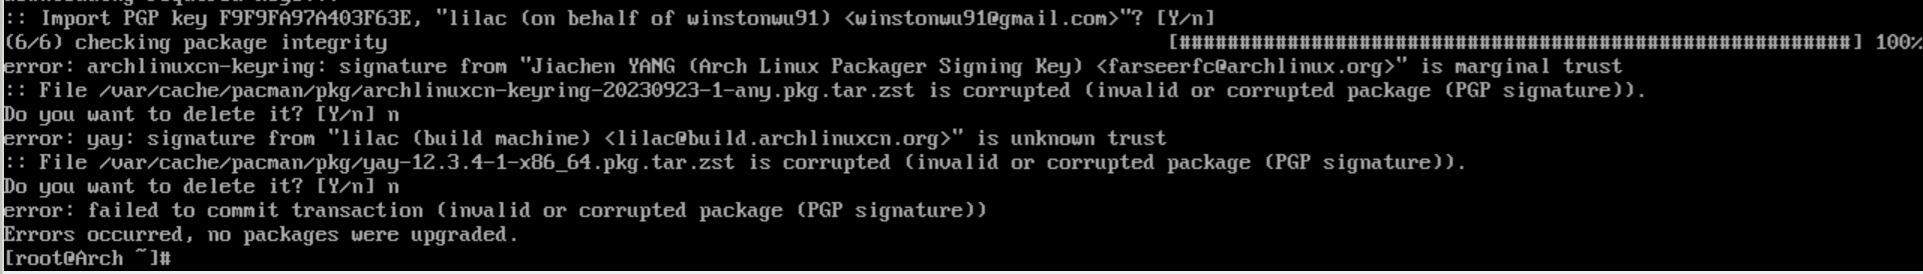 :: Import PGP key F9F9FA97A403F63E, "lilac (on behalf of winstonwu91) <winstonwu91@gmail.com>"? [Y/n]
(6/6) checking package integrity [########################################################] 100%
error: archlinuxcn-keyring: signature from "Jiachen YANG (Arch Linux Packager Signing Key) <farseerfc@archlinux.org>" is marginal trust
:: File /var/cache/pacman/pkg/archlinuxcn-keyring-20230923-1-any.pkg.tar.zst is corrupted (invalid or corrupted package (PGP signature)).
Do you want to delete it? [Y/n] n
error: yay: signature from "lilac (build machine) <lilac@build.archlinuxcn.org>" is unknown trust
:: File /var/cache/pacman/pkg/yay-12.3.4-1-x86_64.pkg.tar.zst is corrupted (invalid or corrupted package (PGP signature)).
Do you want to delete it? [Y/n] n
error: failed to commit transaction (invalid or corrupted package (PGP signature))
Errors occurred, no packages were upgraded.
[root@Arch ~]#